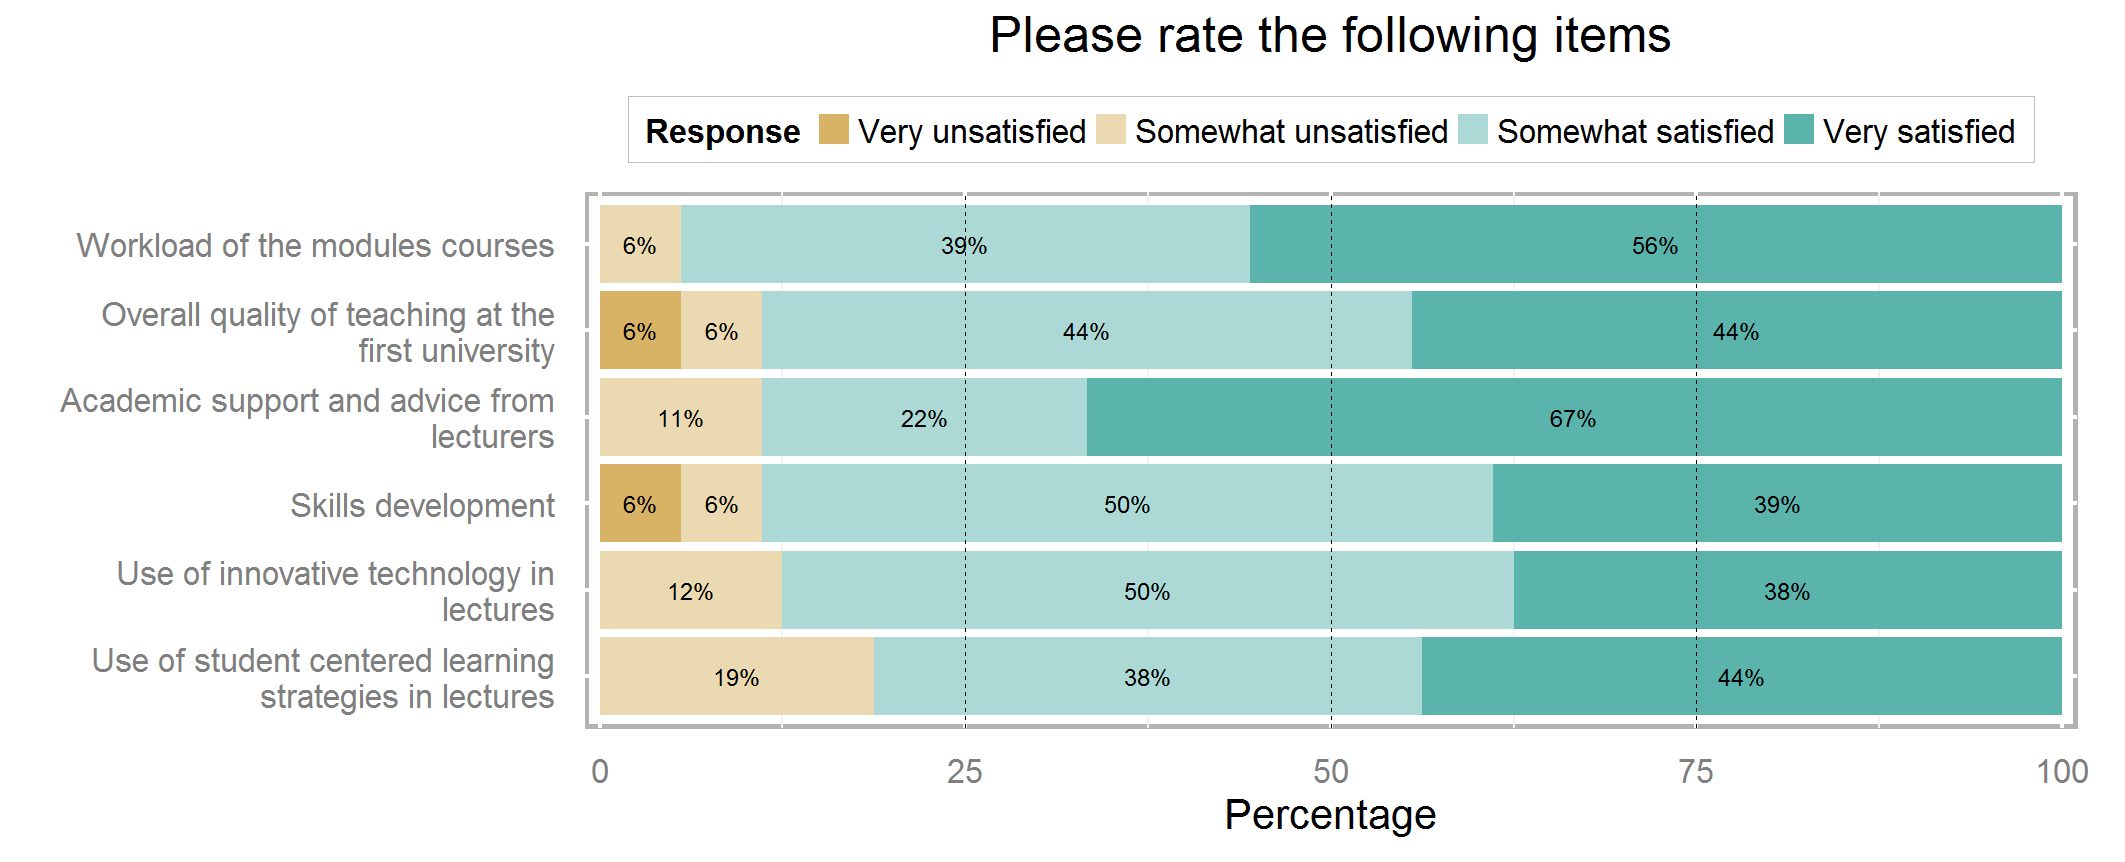 Please rate the following items
Response Very unsatisfied Somewhat unsatisfied Somewhat satisfied Very satisfied
Workload of the modules courses
6% 39% 56%
Overall quality of teaching at the
first university
6% 6% 44% 44%
Academic support and advice from
lecturers
11% 22% 67%
Skills development
6% 6% 50% 39%
Use of innovative technology in
lectures
12% 50% 38%
Use of student centered learning
strategies in lectures
19% 38% 44%
0 25 50 75 100
Percentage